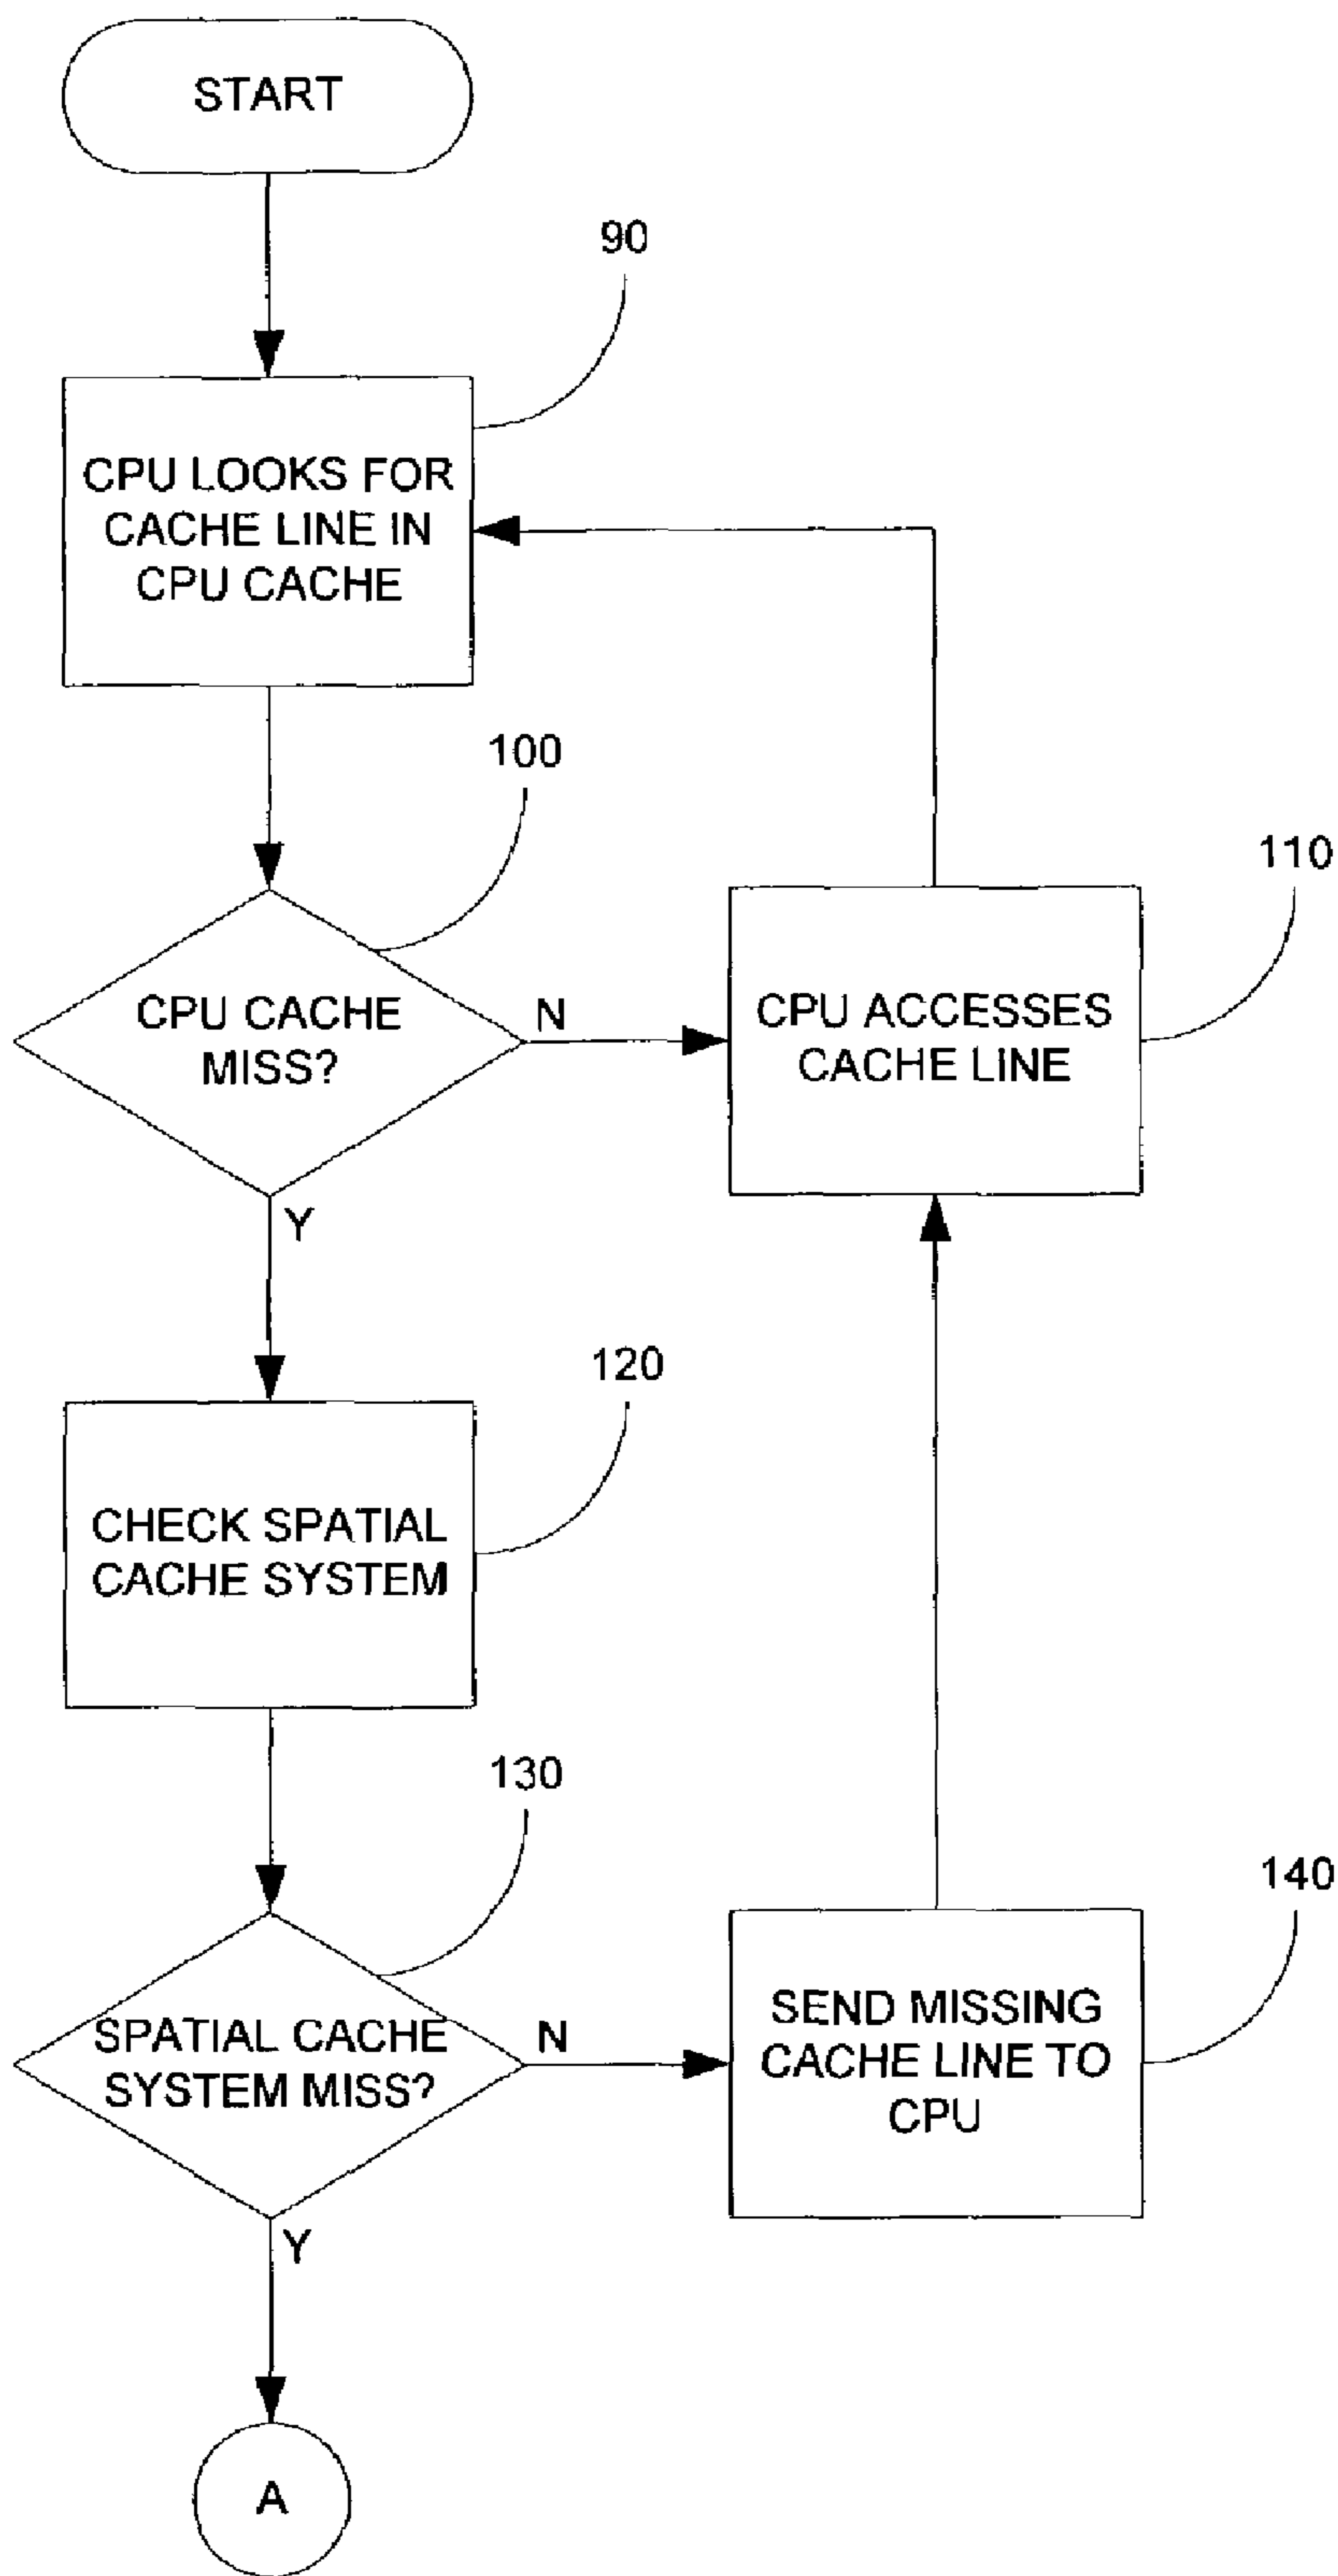 START
90
CPU LOOKS FOR
CACHE LINE IN
CPU CACHE
100
CPU CACHE
MISS?
N
Y
110
CPU ACCESSES
CACHE LINE
120
CHECK SPATIAL
CACHE SYSTEM
130
SPATIAL CACHE
SYSTEM MISS?
N
Y
140
SEND MISSING
CACHE LINE TO
CPU
A